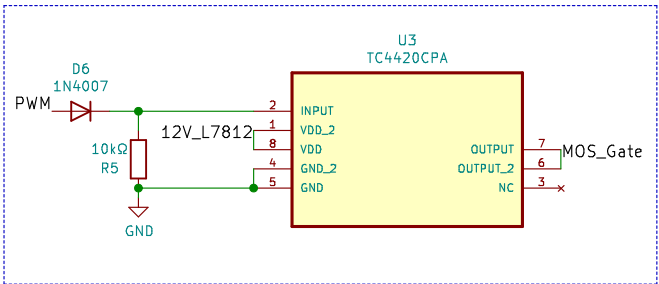 U3
TC4420CPA
D6
1N4007
PWM
2 INPUT
12V_L7812
1 VDD_2
10kΩ
8 VDD
OUTPUT 7
MOS_Gate
R5
4 GND_2
OUTPUT_2 6
5 GND
NC 3
GND